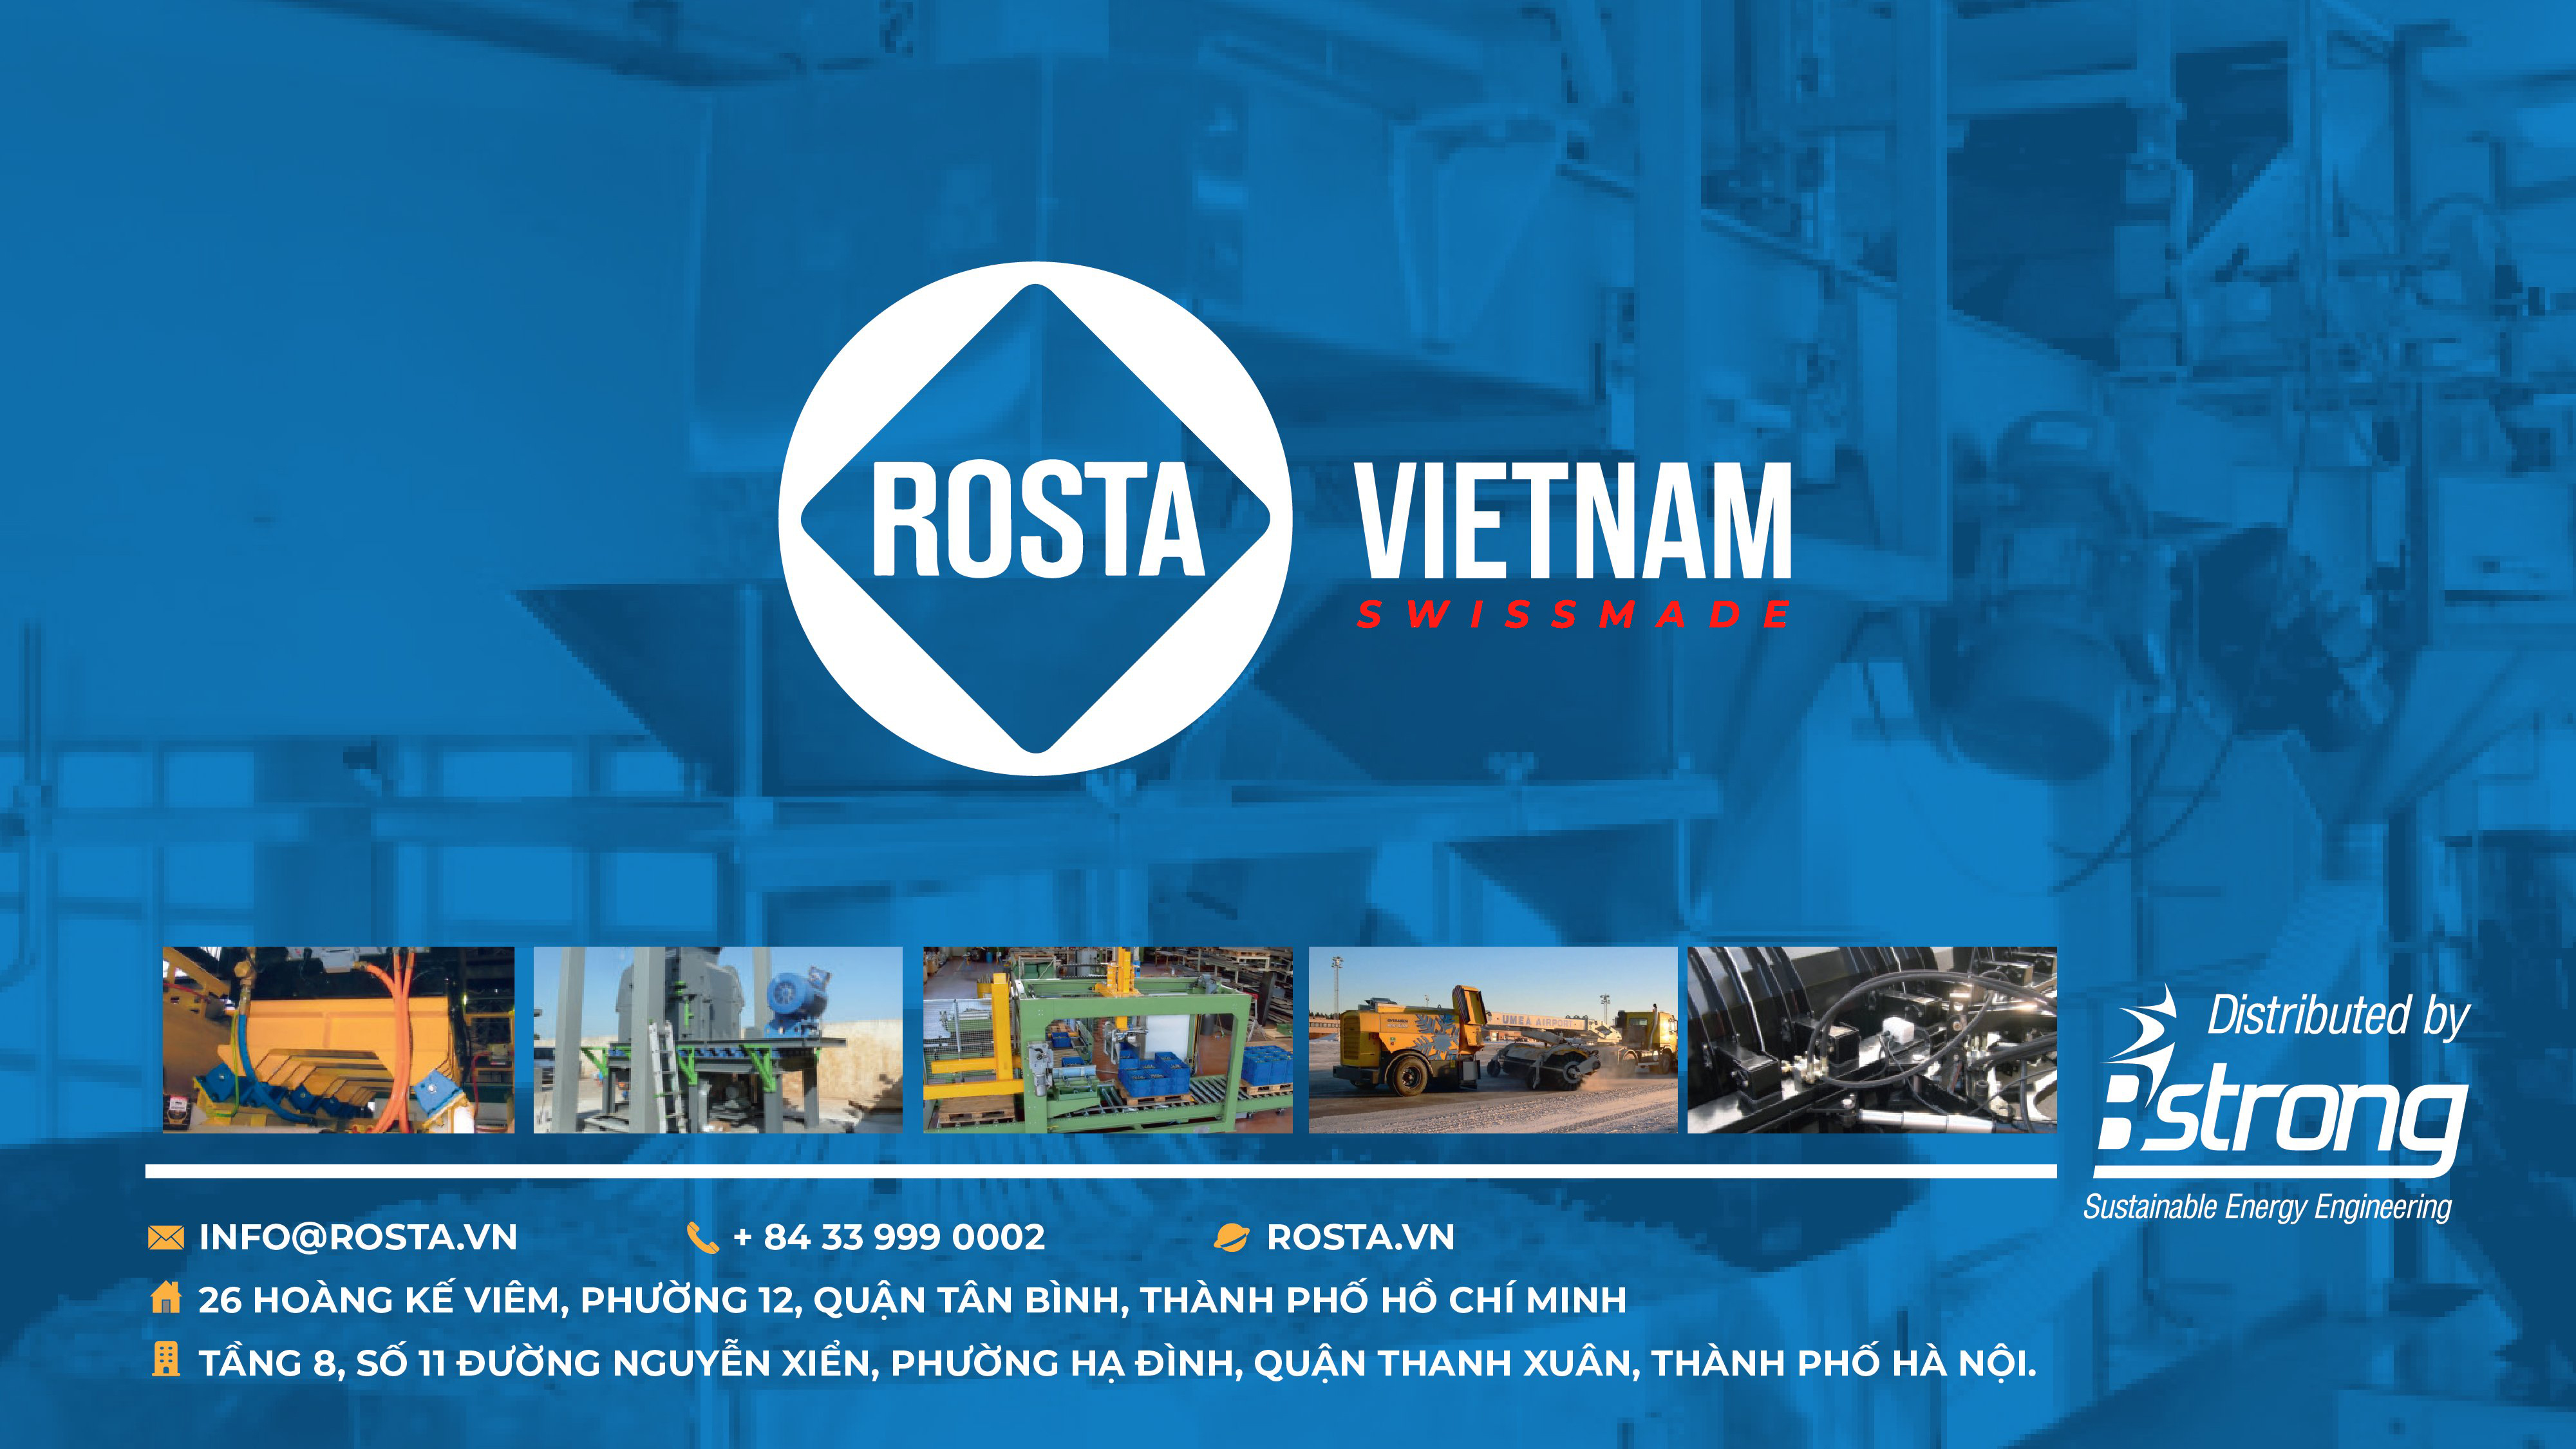 ROSTA
VIETNAM
SWISSMADE
UMEÅ AIRPORT
Distributed by
B'strong
Sustainable Energy Engineering
INFO@ROSTA.VN
+ 84 33 999 0002
ROSTA.VN
26 HOÀNG KẾ VIÊM, PHƯỜNG 12, QUẬN TÂN BÌNH, THÀNH PHỐ HỒ CHÍ MINH
TẦNG 8, SỐ 11 ĐƯỜNG NGUYỄN XIỂN, PHƯỜNG HẠ ĐÌNH, QUẬN THANH XUÂN, THÀNH PHỐ HÀ NỘI.